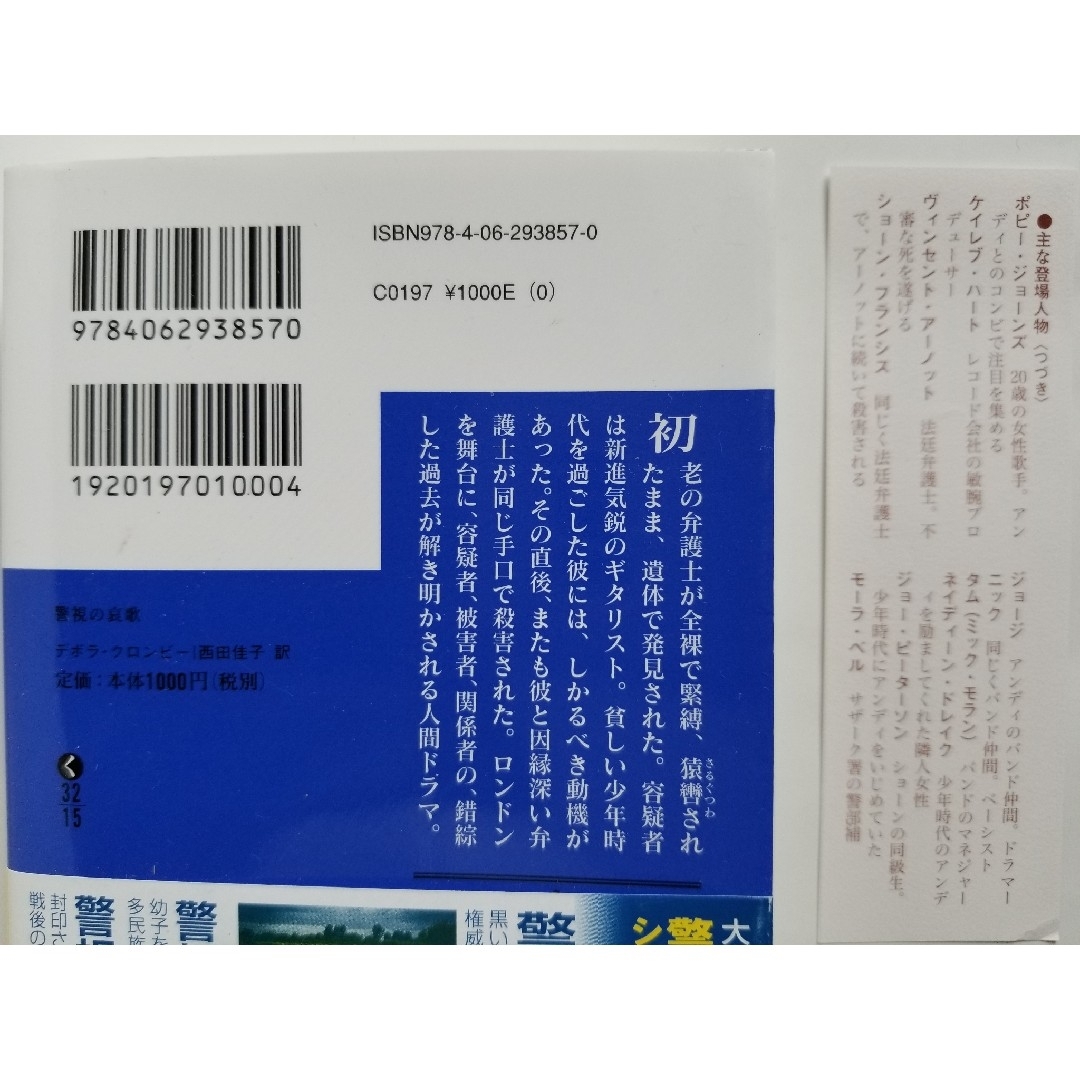 ISBN978-4-06-293857-0
C0197 ¥1000E (0)
9784062938570
1920197010004
初老の弁護士が全裸で緊縛、猿轡され
さるぐつわ
たまま、遺体で発見された。容疑者
は新進気鋭のギタリスト。貧しい少年時
代を過ごした彼には、しかるべき動機が
あった。その直後、またも彼と因縁深い弁
護士が同じ手口で殺害された。ロンドン
を舞台に、容疑者、被害者、関係者の、錯綜
した過去が解き明かされる人間ドラマ。
警視の哀歌
デボラ・クロンビー|西田佳子 訳
定価:本体1000円(税別)
く
32
15
大
警
シ
警
黒い
権威
警
幼子を
多民族
警視
封印さ
戦後の
●主な登場人物〈つづき〉
ポピー・ジョーンズ 20歳の女性歌手。アン
ディとのコンビで注目を集める
ケイレブ・ハート レコード会社の敏腕プロ
デューサー
ヴィンセント・アーノット 法廷弁護士。不
審な死を遂げる
ショーン・フランシス 同じく法廷弁護士
で、アーノットに続いて殺害される
ジョージ アンディのバンド仲間。ドラマー
ニック 同じくバンド仲間。ベーシスト
タム(ミック・モラン) バンドのマネジャー
ネイディーン・ドレイク 少年時代のアンデ
ィを励ましてくれた隣人女性
ジョー・ピーターソン ショーンの同級生。
少年時代にアンディをいじめていた
モーラ・ベル サザーク署の警部補